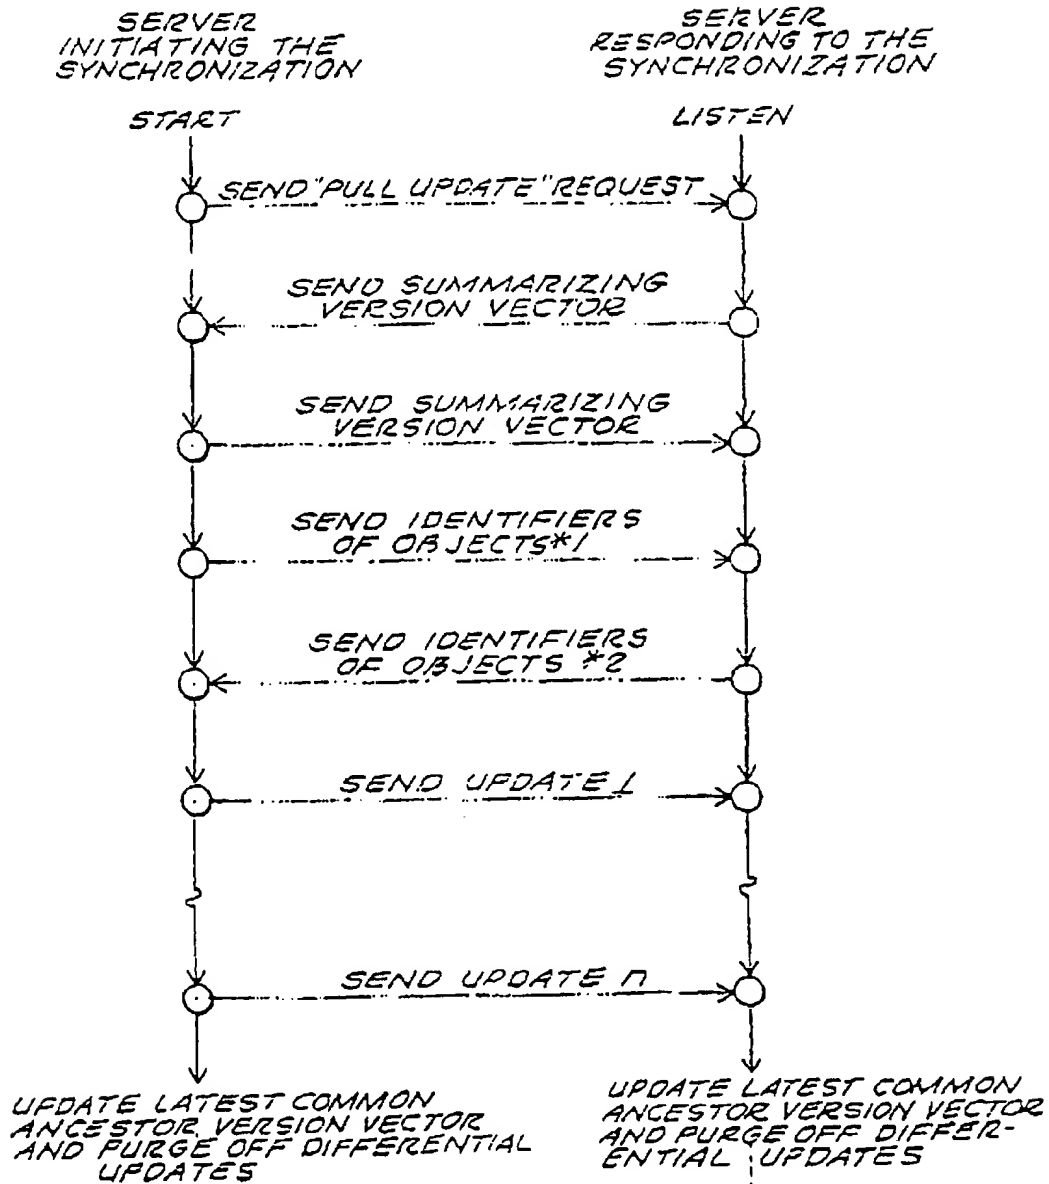 SERVER
INITIATING THE
SYNCHRONIZATION
SERVER
RESPONDING TO THE
SYNCHRONIZATION
START
LISTEN
SEND "PULL UPDATE" REQUEST
SEND SUMMARIZING
VERSION VECTOR
SEND SUMMARIZING
VERSION VECTOR
SEND IDENTIFIERS
OF OBJECTS*1
SEND IDENTIFIERS
OF OBJECTS *2
SEND UPDATE 1
SEND UPDATE n
UPDATE LATEST COMMON
ANCESTOR VERSION VECTOR
AND PURGE OFF DIFFERENTIAL
UPDATES
UPDATE LATEST COMMON
ANCESTOR VERSION VECTOR
AND PURGE OFF DIFFER-
ENTIAL UPDATES